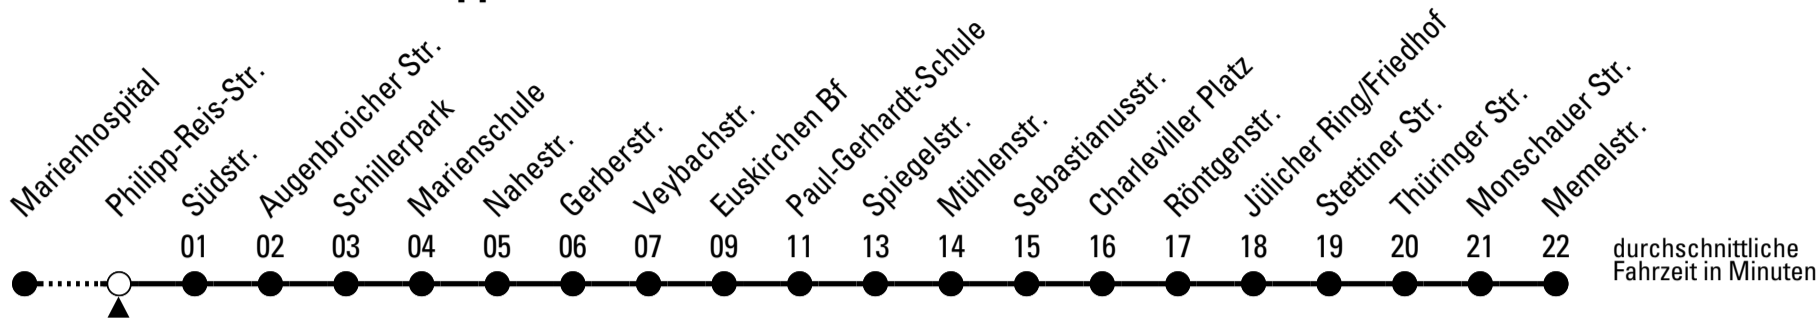 Marienhospital
Philipp-Reis-Str.
Südstr.
Augenbroicher Str.
Schillerpark
Marienschule
Nahestr.
Gerberstr.
Veybachstr.
Euskirchen Bf
Paul-Gerhardt-Schule
Spiegelstr.
Mühlenstr.
Sebastianusstr.
Charleviller Platz
Röntgenstr.
Jülicher Ring/Friedhof
Stettiner Str.
Thüringer Str.
Monschauer Str.
Memelstr.
01 02 03 04 05 06 07 09 11 13 14 15 16 17 18 19 20 21 22
durchschnittliche
Fahrzeit in Minuten